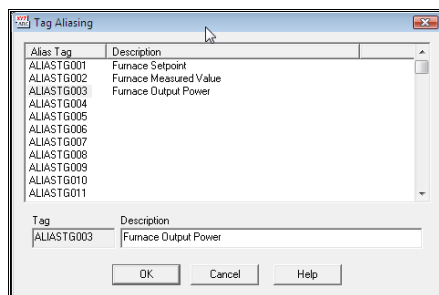 Tag Aliasing
Alias Tag Description
ALIASTG001 Furnace Setpoint
ALIASTG002 Furnace Measured Value
ALIASTG003 Furnace Output Power
ALIASTG004
ALIASTG005
ALIASTG006
ALIASTG007
ALIASTG008
ALIASTG009
ALIASTG010
ALIASTG011
Tag Description
ALIASTG003 Furnace Output Power
OK Cancel Help